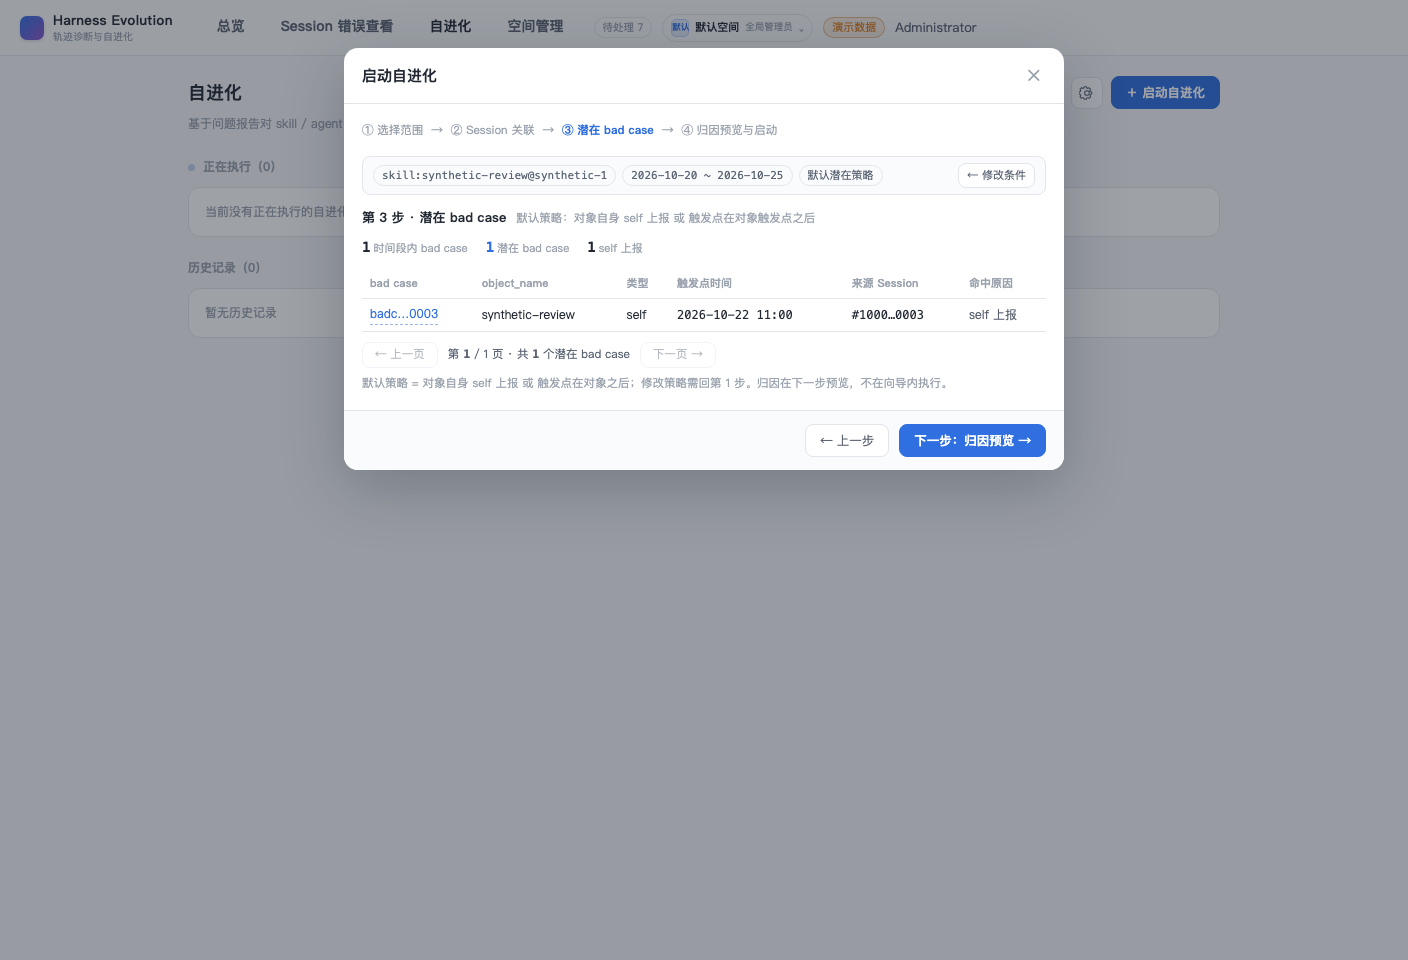 Harness Evolution
轨迹诊断与自进化
总览
Session 错误查看
自进化
空间管理
待处理 7
默认
默认空间
全局管理员
演示数据
Administrator
自进化
基于问题报告对 skill / agent
+ 启动自进化
正在执行 (0)
当前没有正在执行的自进化
历史记录 (0)
暂无历史记录
启动自进化
① 选择范围 → ② Session 关联 → ③ 潜在 bad case → ④ 归因预览与启动
skill:synthetic-review@synthetic-1
2026-10-20 ~ 2026-10-25
默认潜在策略
← 修改条件
第 3 步 · 潜在 bad case 默认策略：对象自身 self 上报 或 触发点在对象触发点之后
1 时间段内 bad case 1 潜在 bad case 1 self 上报
bad case object_name 类型 触发点时间 来源 Session 命中原因
badc…0003 synthetic-review self 2026-10-22 11:00 #1000…0003 self 上报
← 上一页 第 1 / 1 页 · 共 1 个潜在 bad case 下一页 →
默认策略 = 对象自身 self 上报 或 触发点在对象之后；修改策略需回第 1 步。归因在下一步预览，不在向导内执行。
← 上一步
下一步：归因预览 →